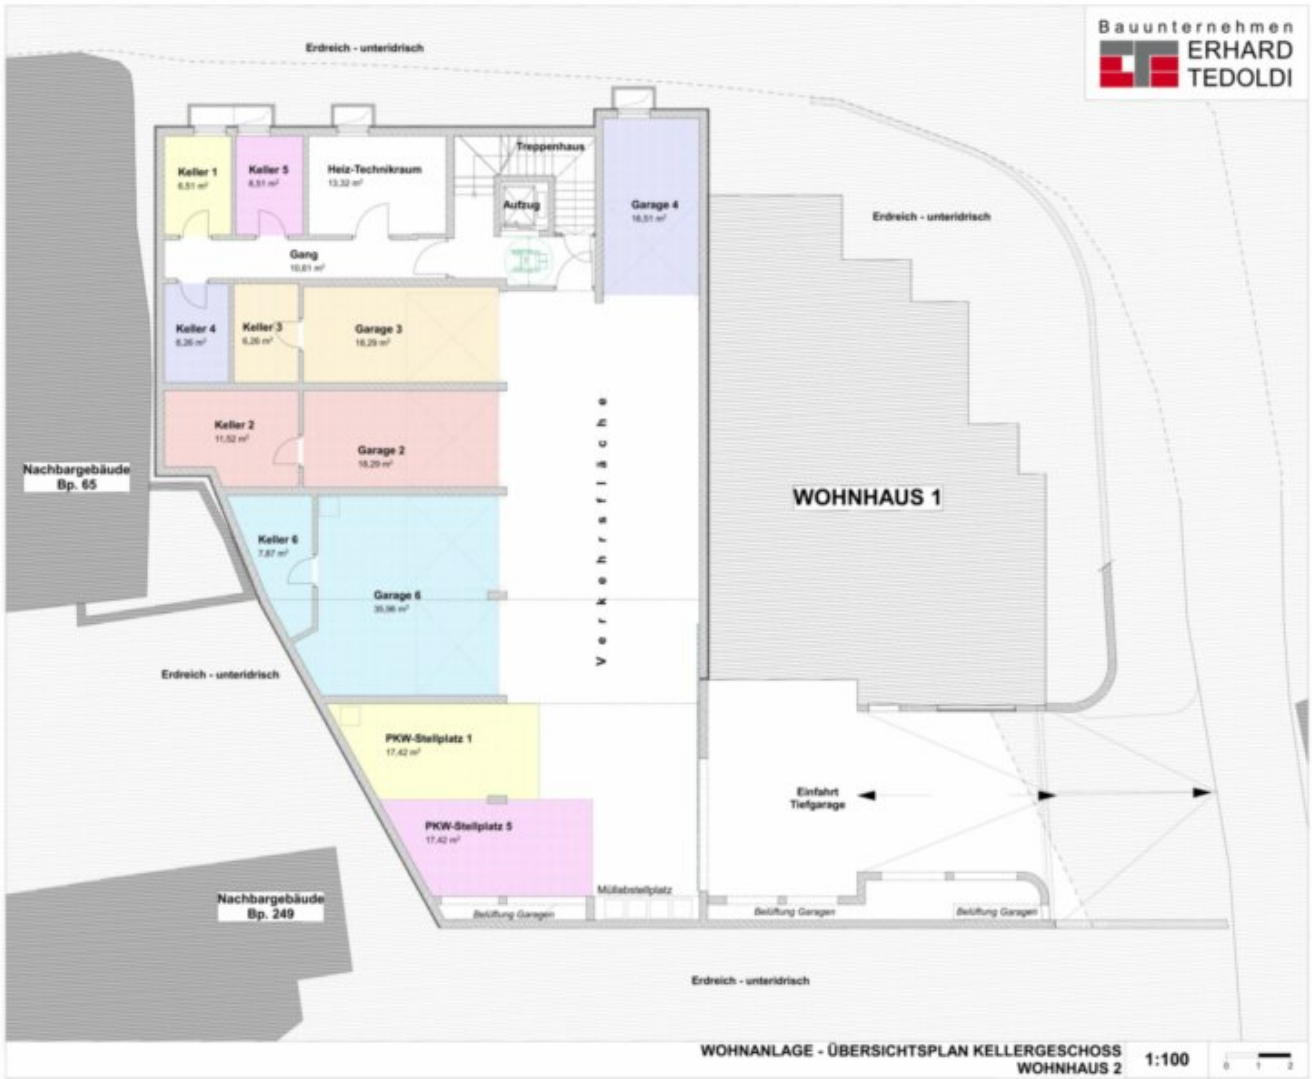 Bauunternehmen
ERHARD
TEDOLDI
Erdreich - unteridrisch
Treppenhaus
Keller 1
6,51 m²
Keller 5
6,51 m²
Heiz-Technikraum
13,32 m²
Aufzug
Garage 4
16,51 m²
Erdreich - unteridrisch
Gang
10,61 m²
Keller 4
6,26 m²
Keller 3
6,26 m²
Garage 3
18,29 m²
Keller 2
11,52 m²
Garage 2
18,29 m²
Verkehrsfläche
Nachbargebäude
Bp. 65
WOHNHAUS 1
Keller 6
7,87 m²
Garage 6
35,96 m²
Erdreich - unteridrisch
PKW-Stellplatz 1
17,42 m²
Einfahrt
Tiefgarage
PKW-Stellplatz 5
17,42 m²
Müllabstellplatz
Nachbargebäude
Bp. 249
Belüftung Garagen
Belüftung Garagen
Belüftung Garagen
Erdreich - unteridrisch
WOHNANLAGE - ÜBERSICHTSPLAN KELLERGESCHOSS
WOHNHAUS 2
1:100
0 1 2